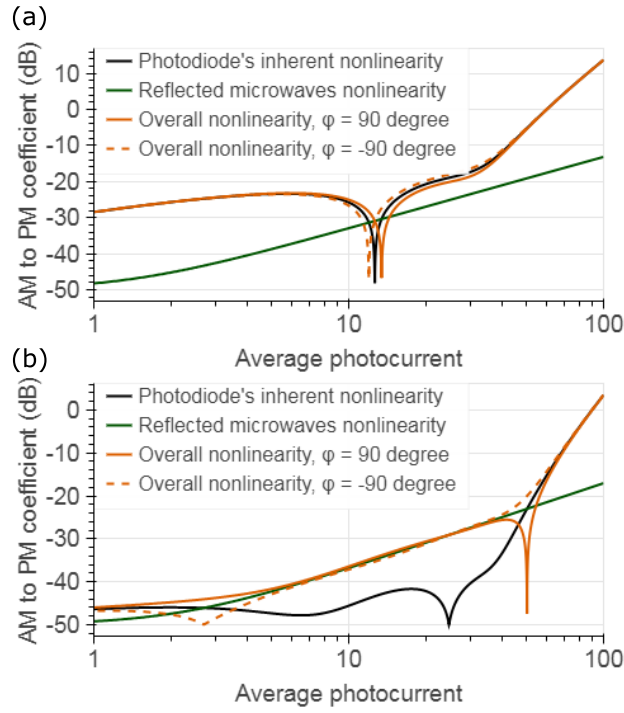 (a)
AM to PM coefficient (dB)
10
0
-10
-20
-30
-40
-50
Photodiode's inherent nonlinearity
Reflected microwaves nonlinearity
Overall nonlinearity, φ = 90 degree
Overall nonlinearity, φ = -90 degree
1
10
100
Average photocurrent
(b)
AM to PM coefficient (dB)
0
-10
-20
-30
-40
-50
Photodiode's inherent nonlinearity
Reflected microwaves nonlinearity
Overall nonlinearity, φ = 90 degree
Overall nonlinearity, φ = -90 degree
1
10
100
Average photocurrent